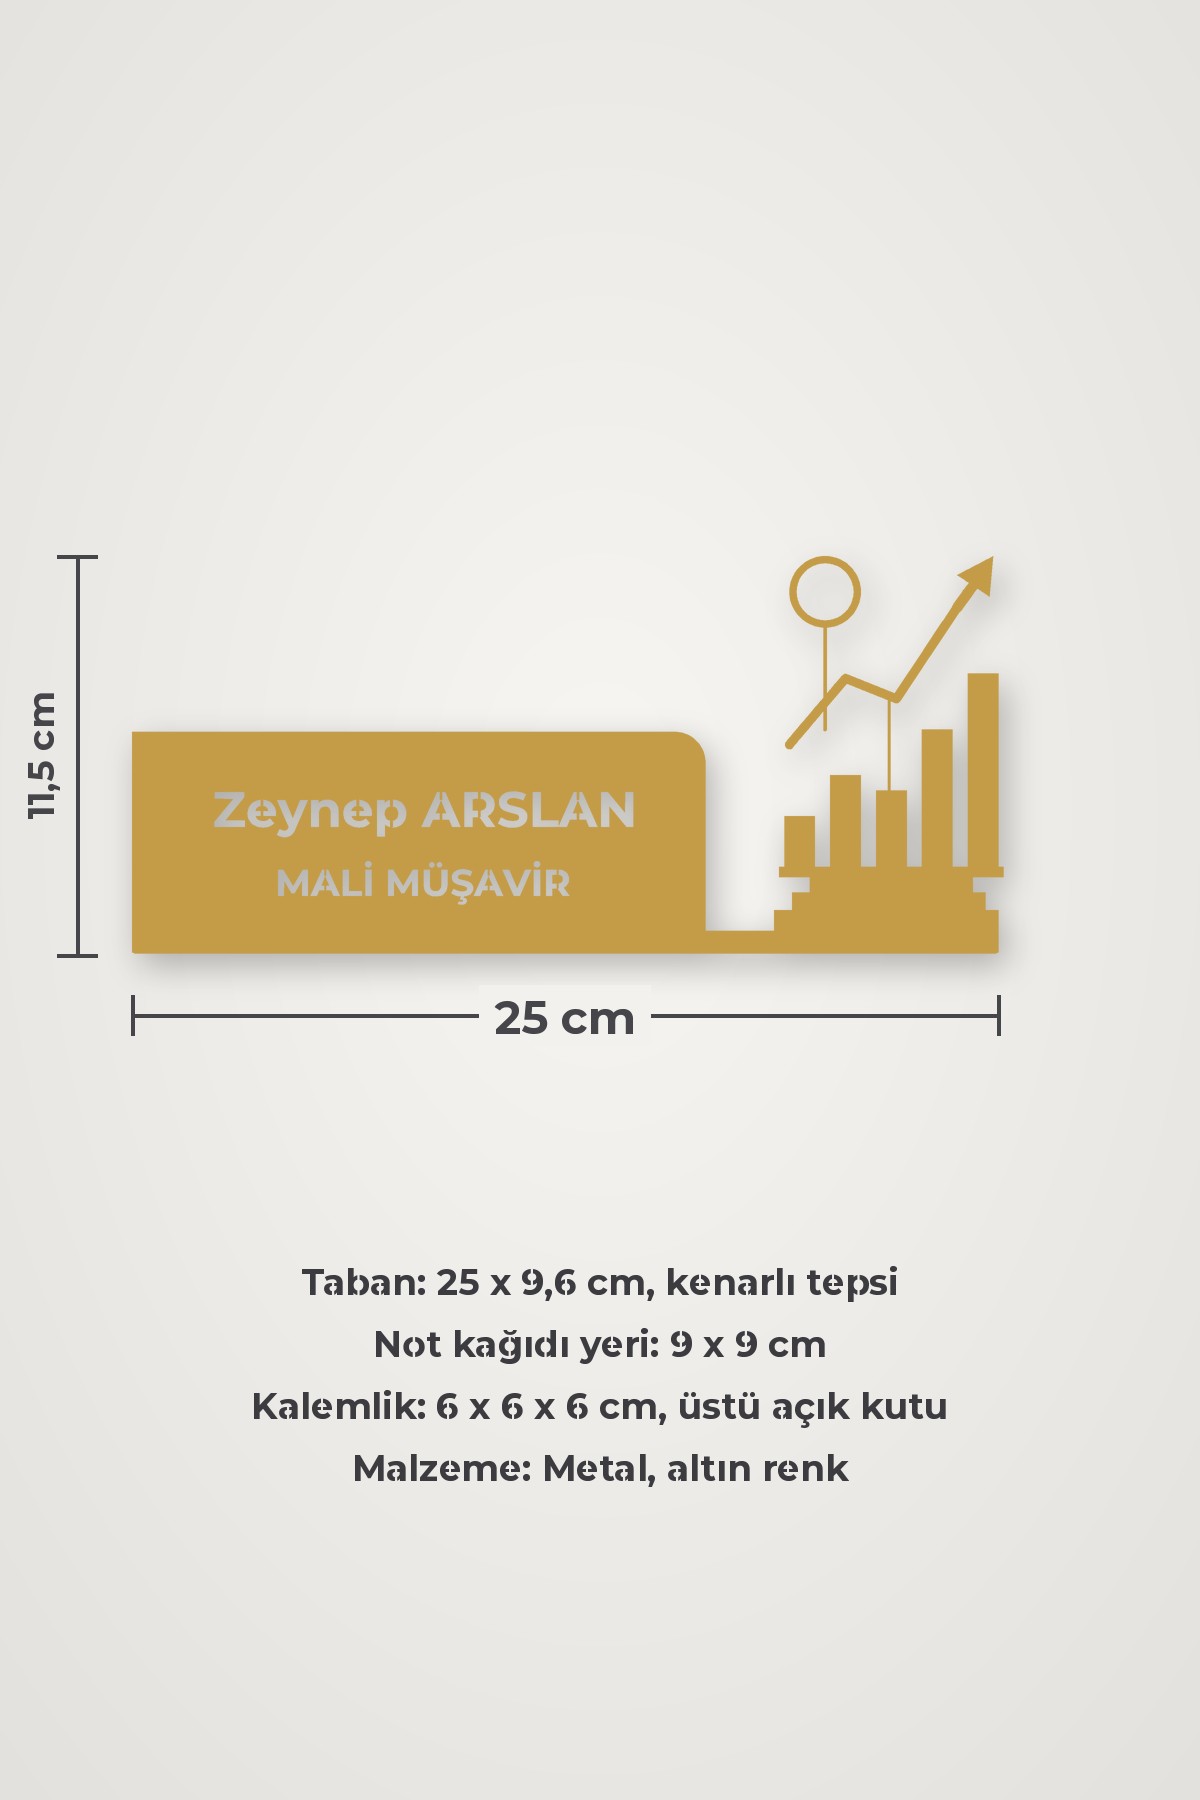 Zeynep ARSLAN
MALİ MÜŞAVİR
11,5 cm
25 cm
Taban: 25 x 9,6 cm, kenarlı tepsi
Not kağıdı yeri: 9 x 9 cm
Kalemlik: 6 x 6 x 6 cm, üstü açık kutu
Malzeme: Metal, altın renk